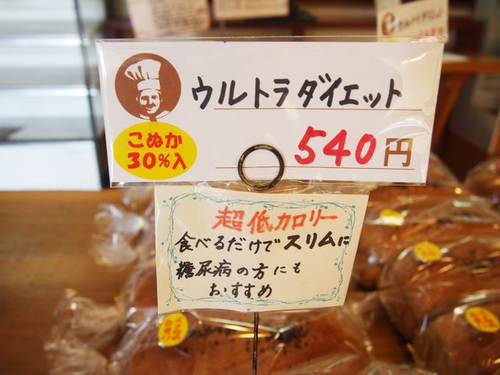 ウルトラダイエット
こぬか
30%入
540円
超低カロリー
食べるだけでスリムに
糖尿病の方にも
おすすめ